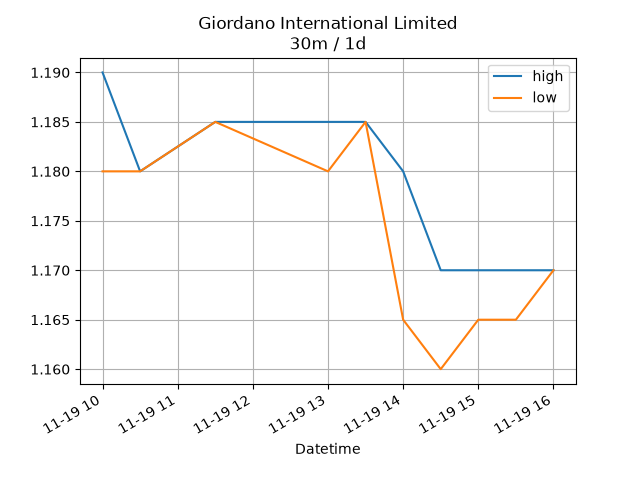 Giordano International Limited
30m / 1d
high
low
1.190
1.185
1.180
1.175
1.170
1.165
1.160
11-19 10
11-19 11
11-19 12
11-19 13
11-19 14
11-19 15
11-19 16
Datetime